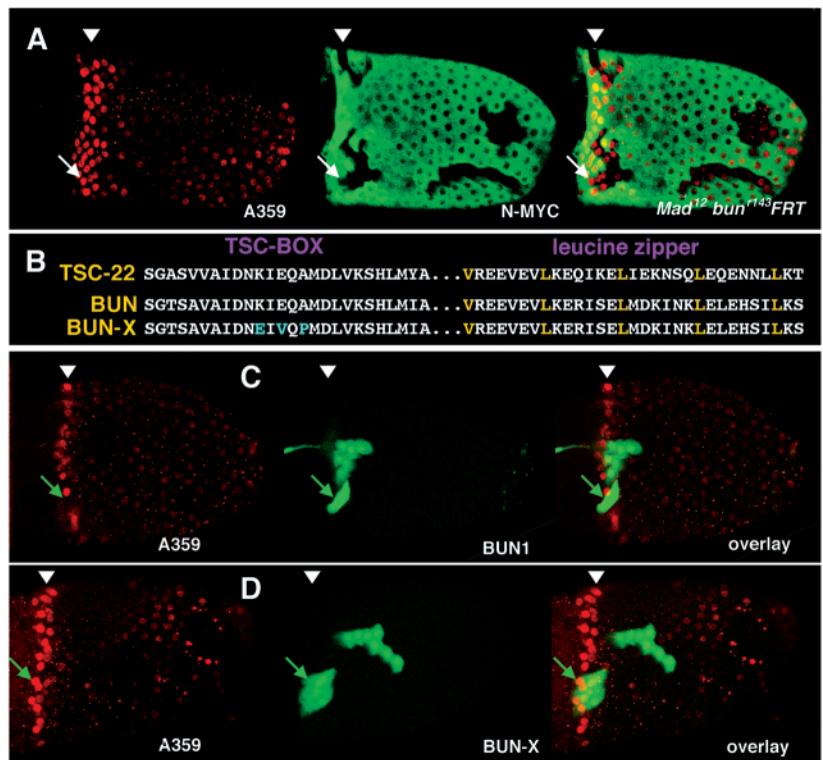 A
A359
N-MYC
Mad12 bunr143FRT
B
TSC-BOX
leucine zipper
TSC-22 SGASVVAIDNKIEQAMDLVKSHLMYA...VREEVEVLKEQIKELIEKNSQLEQENNLLKT
BUN SGTSAVAIDNKIEQAMDLVKSHLMIA...VREEVEVLKERISELMDKINKLELEHSILKS
BUN-X SGTSAVAIDNEIVQPMDLVKSHLMIA...VREEVEVLKERISELMDKINKLELEHSILKS
C
A359
BUN1
overlay
D
A359
BUN-X
overlay